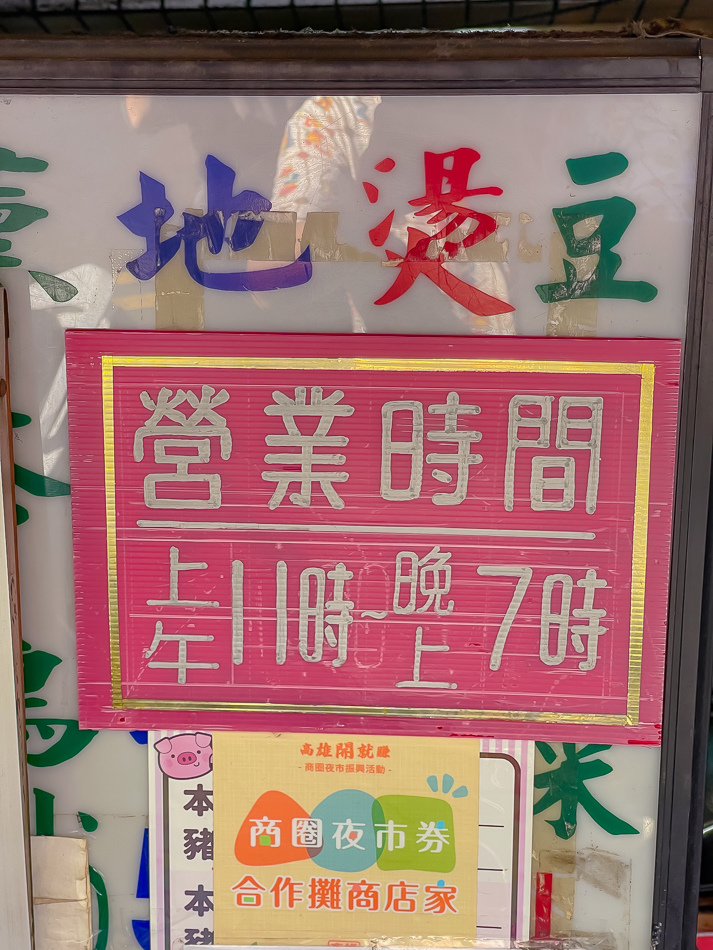 地燙豆
營業時間
上午11時~晚上7時
高雄開就賺
-商圈夜市振興活動-
商圈夜市券
合作攤商店家
本
豬
本
豬
米